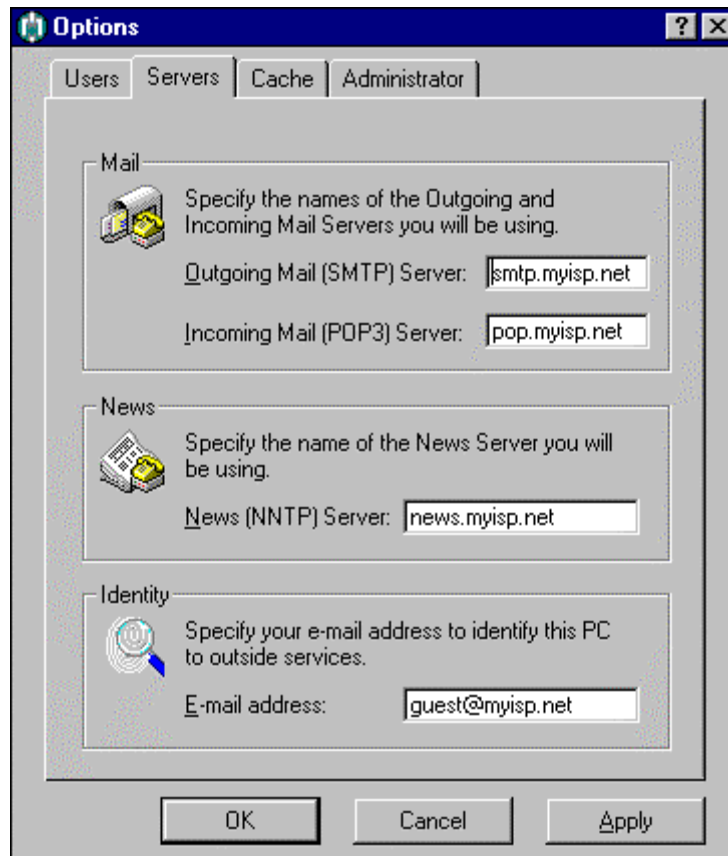 Options
Users Servers Cache Administrator
Mail
Specify the names of the Outgoing and
Incoming Mail Servers you will be using.
Outgoing Mail (SMTP) Server: smtp.myisp.net
Incoming Mail (POP3) Server: pop.myisp.net
News
Specify the name of the News Server you will
be using.
News (NNTP) Server: news.myisp.net
Identity
Specify your e-mail address to identify this PC
to outside services.
E-mail address: guest@myisp.net
OK Cancel Apply